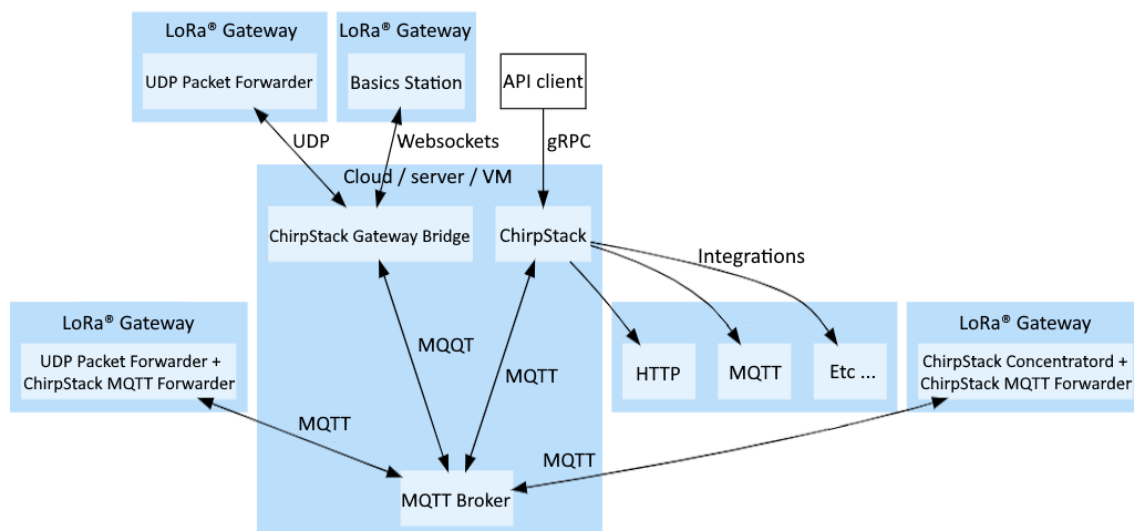 LoRa® Gateway
UDP Packet Forwarder
LoRa® Gateway
Basics Station
API client
UDP
Websockets
gRPC
Cloud / server / VM
ChirpStack Gateway Bridge
ChirpStack
Integrations
LoRa® Gateway
UDP Packet Forwarder +
ChirpStack MQTT Forwarder
MQQT
MQTT
HTTP
MQTT
Etc ...
LoRa® Gateway
ChirpStack Concentratord +
ChirpStack MQTT Forwarder
MQTT
MQTT
MQTT Broker